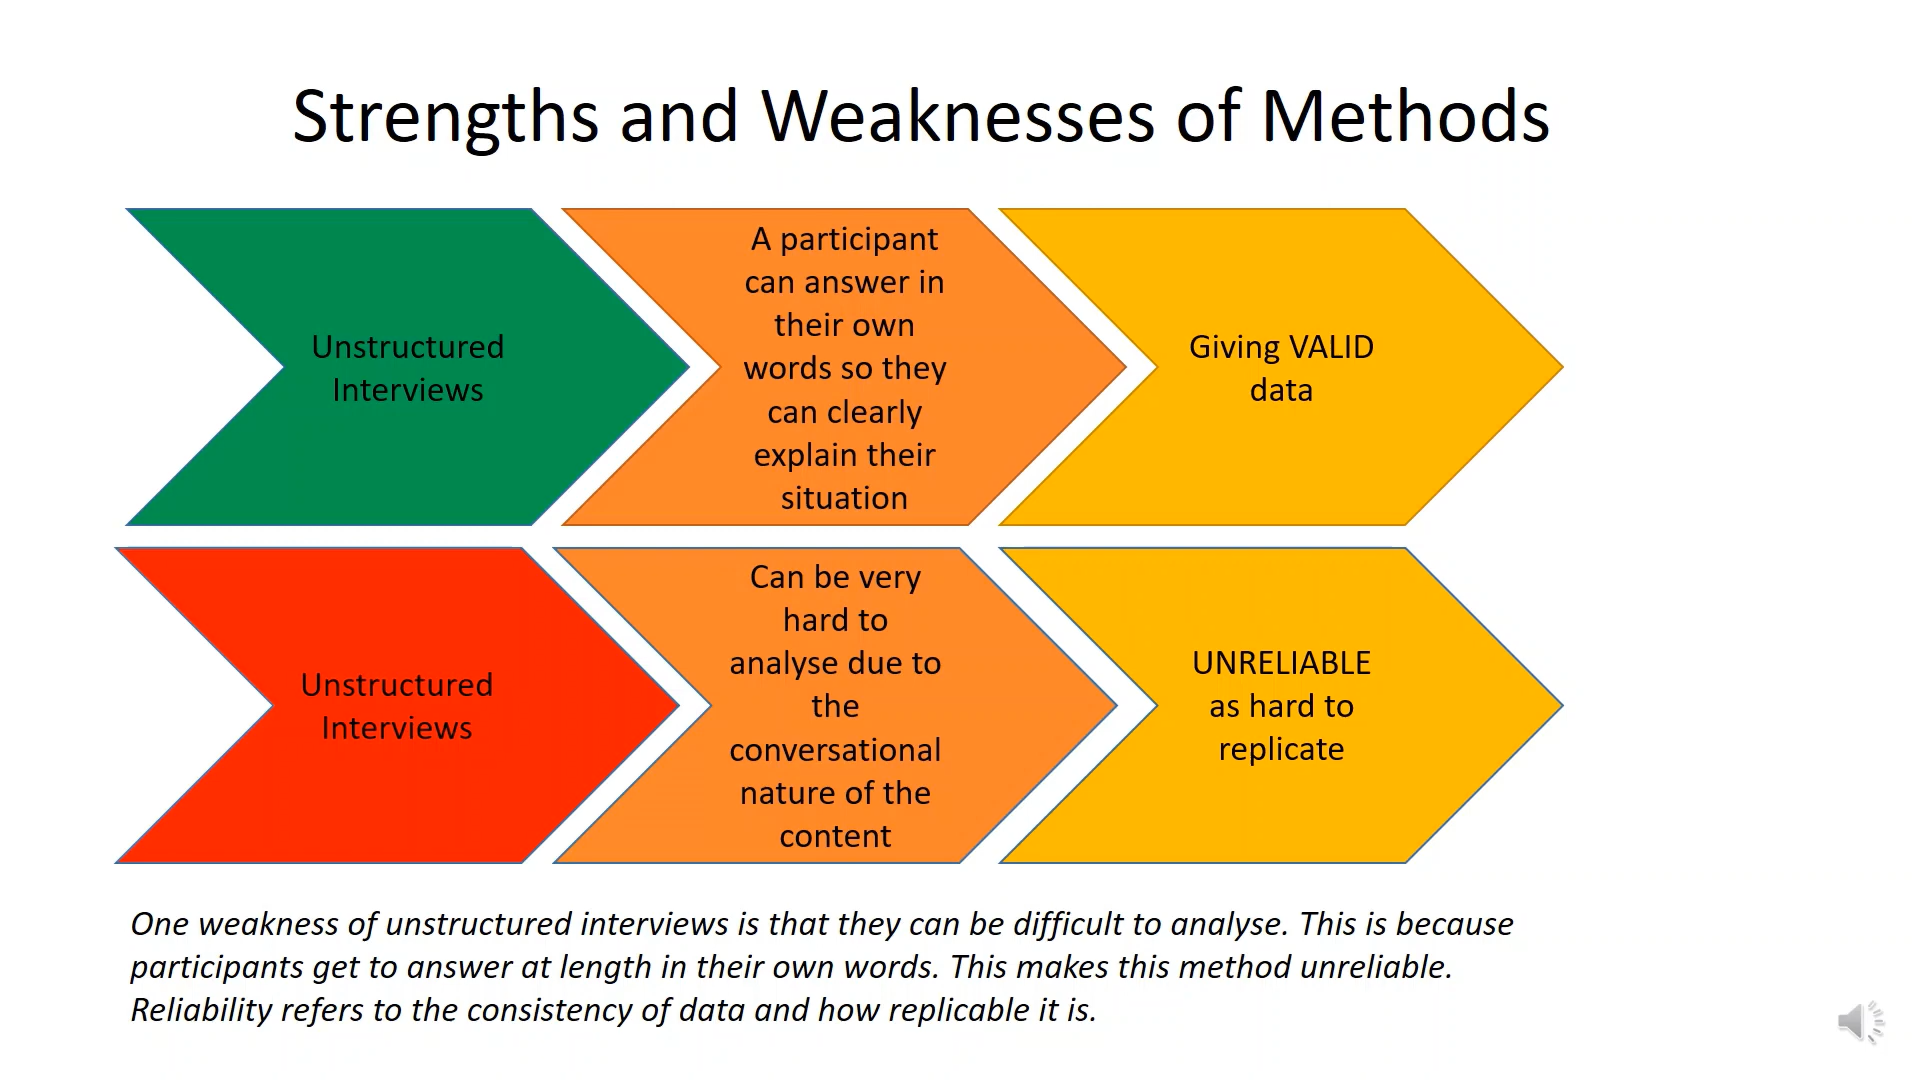 Strengths and Weaknesses of Methods
Unstructured
Interviews
A participant
can answer in
their own
words so they
can clearly
explain their
situation
Giving VALID
data
Unstructured
Interviews
Can be very
hard to
analyse due to
the
conversational
nature of the
content
UNRELIABLE
as hard to
replicate
One weakness of unstructured interviews is that they can be difficult to analyse. This is because
participants get to answer at length in their own words. This makes this method unreliable.
Reliability refers to the consistency of data and how replicable it is.